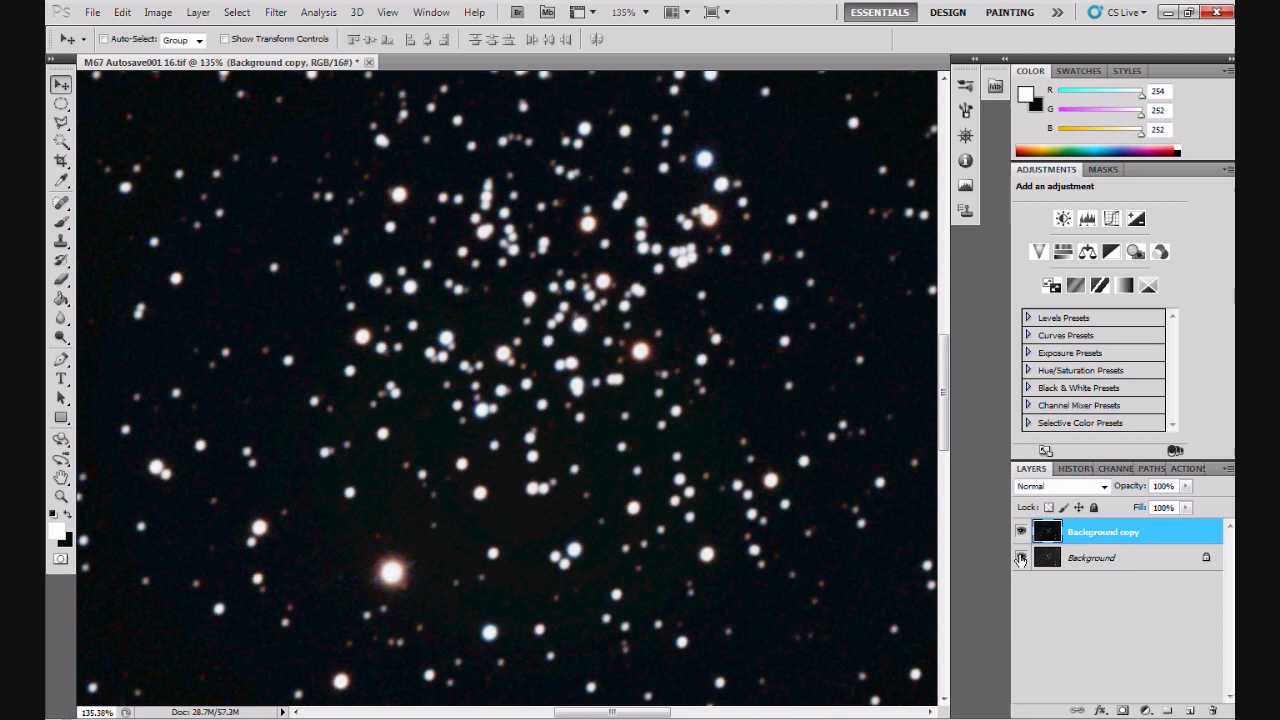 PS File Edit Image Layer Select Filter Analysis 3D View Window Help Br Mb 135% ESSENTIALS DESIGN PAINTING CS Live
Auto-Select: Group Show Transform Controls
M67 Autosave001 16.tif @ 135% (Background copy, RGB/16#) *
COLOR SWATCHES STYLES
R 254
G 252
B 252
ADJUSTMENTS MASKS
Add an adjustment
Levels Presets
Curves Presets
Exposure Presets
Hue/Saturation Presets
Black & White Presets
Channel Mixer Presets
Selective Color Presets
LAYERS HISTORY CHANNE PATHS ACTIONS
Normal Opacity: 100%
Lock: Fill: 100%
Background copy
Background
135.38% Doc: 28.7M/57.3M